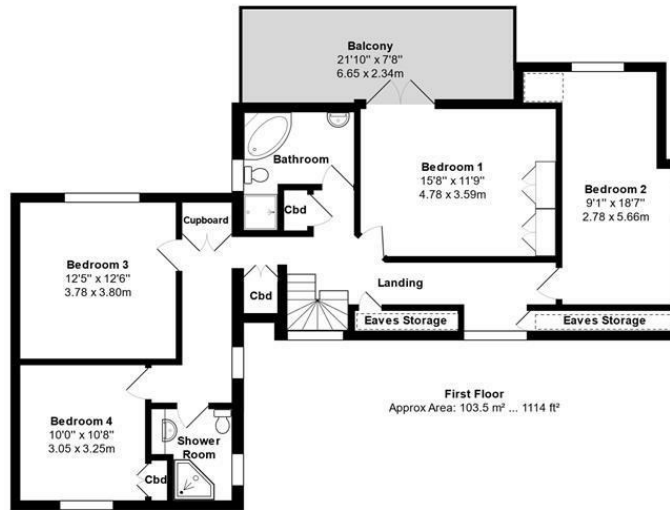 Balcony
21'10" x 7'8"
6.65 x 2.34m
Bathroom
Bedroom 1
15'8" x 11'9"
4.78 x 3.59m
Bedroom 2
9'1" x 18'7"
2.78 x 5.66m
Cbd
Cupboard
Bedroom 3
12'5" x 12'6"
3.78 x 3.80m
Cbd
Landing
Eaves Storage
Eaves Storage
First Floor
Approx Area: 103.5 m² ... 1114 ft²
Bedroom 4
10'0" x 10'8"
3.05 x 3.25m
Shower
Room
Cbd